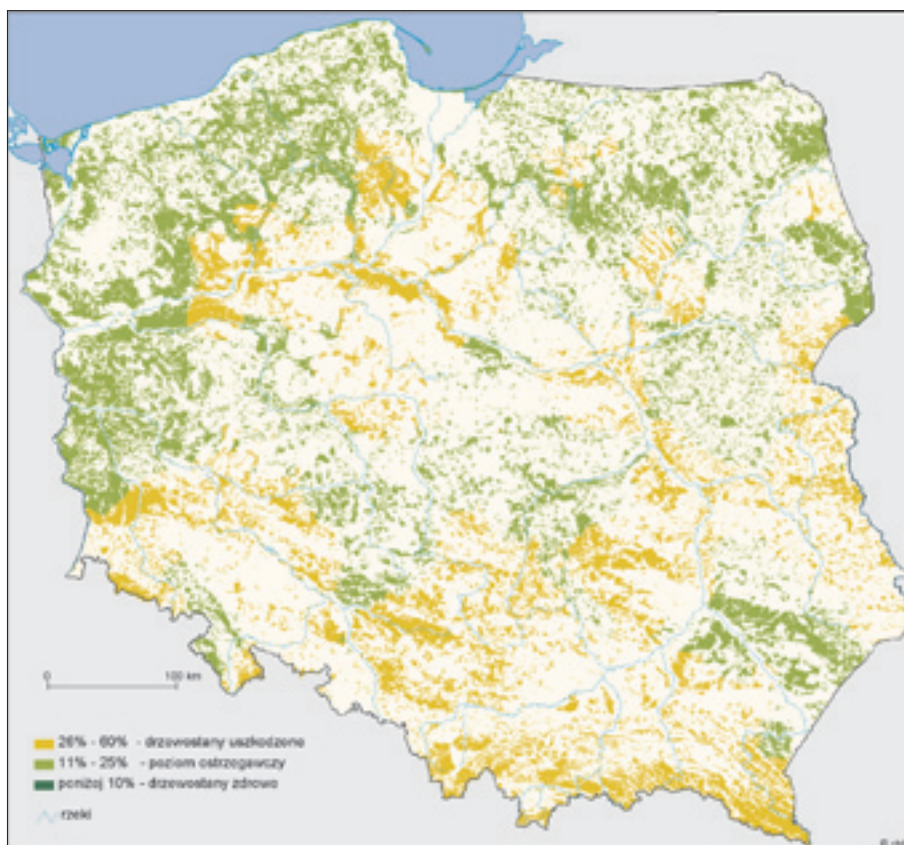 0 100 km
26% - 60% - drzewostany uszkodzone
11% - 25% - poziom ostrzegawczy
poniżej 10% - drzewostany zdrowe
rzeki